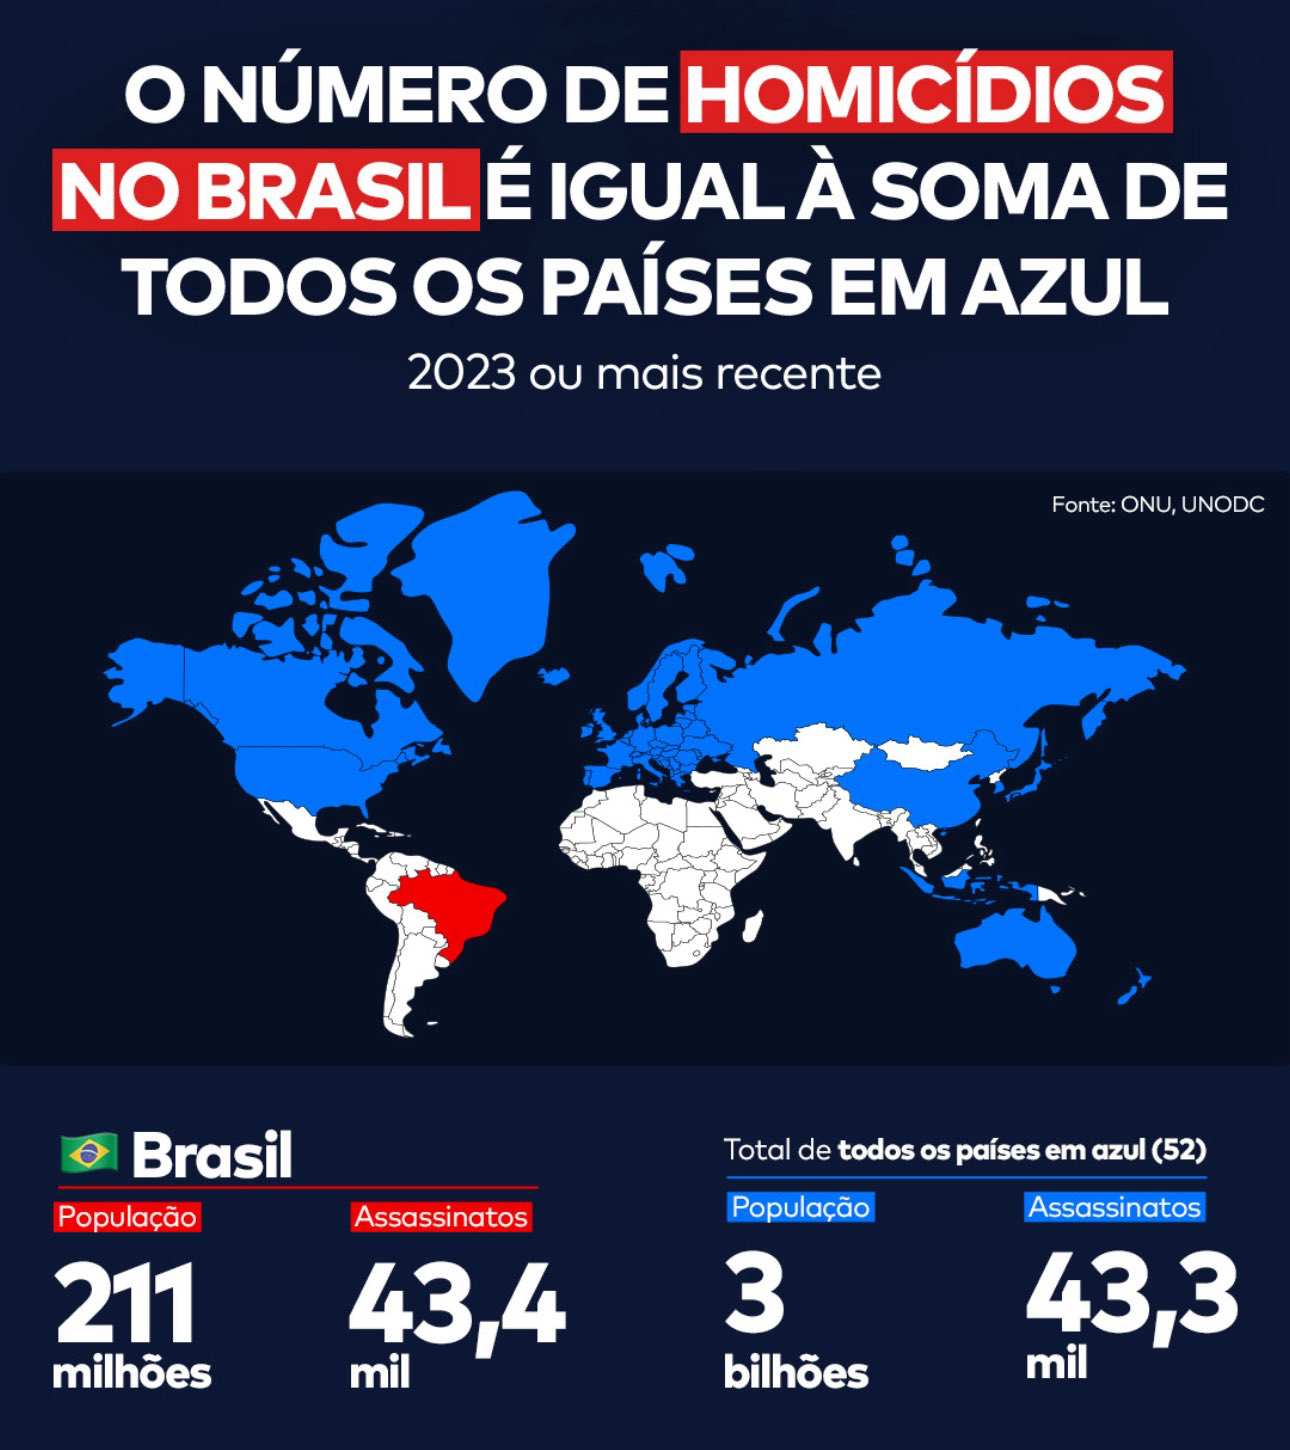 O NÚMERO DE HOMICÍDIOS
NO BRASIL É IGUAL À SOMA DE
TODOS OS PAÍSES EM AZUL
2023 ou mais recente
Fonte: ONU, UNODC
Brasil
População
Assassinatos
211
milhões
43,4
mil
Total de todos os países em azul (52)
População
Assassinatos
3
bilhões
43,3
mil